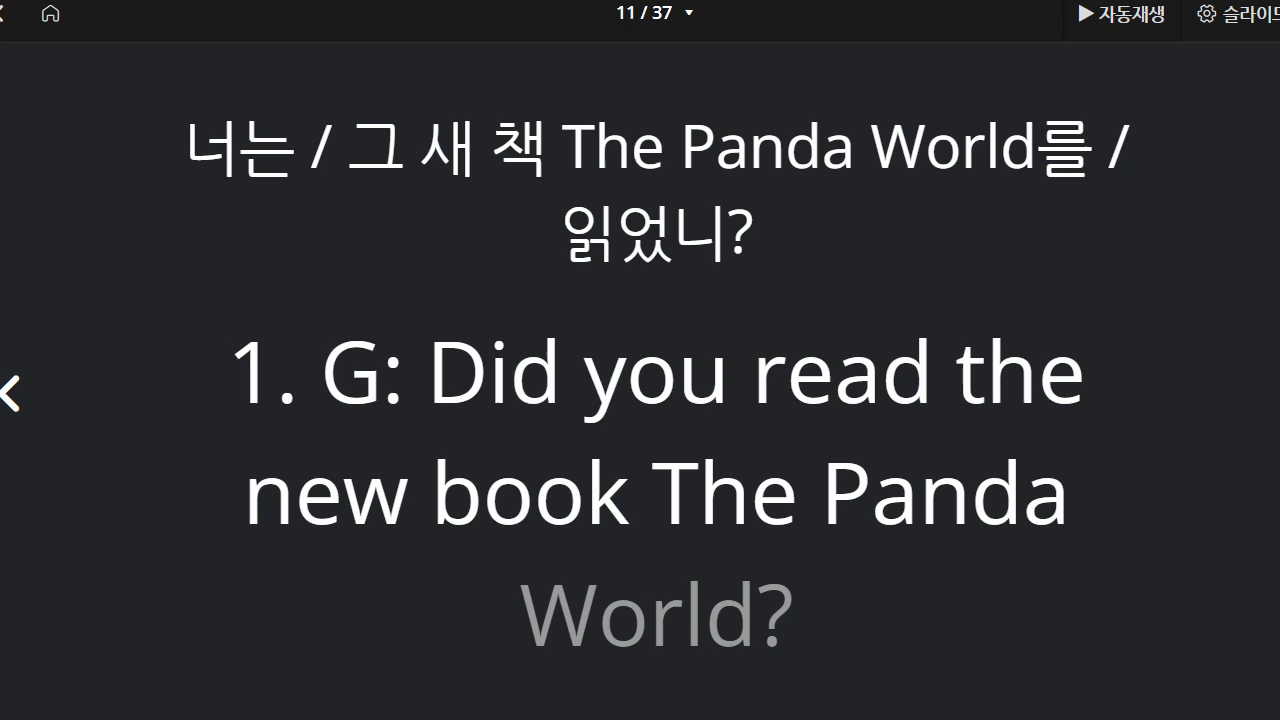 11 / 37
자동재생
슬라이드
너는 / 그 새 책 The Panda World를 /
읽었니?
1. G: Did you read the
new book The Panda
World?